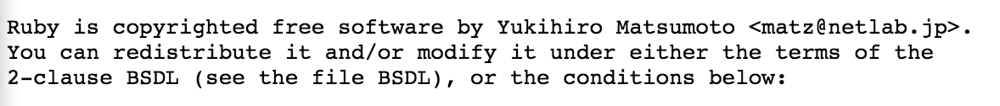 Ruby is copyrighted free software by Yukihiro Matsumoto <matz@netlab.jp>.
You can redistribute it and/or modify it under either the terms of the
2-clause BSDL (see the file BSDL), or the conditions below: